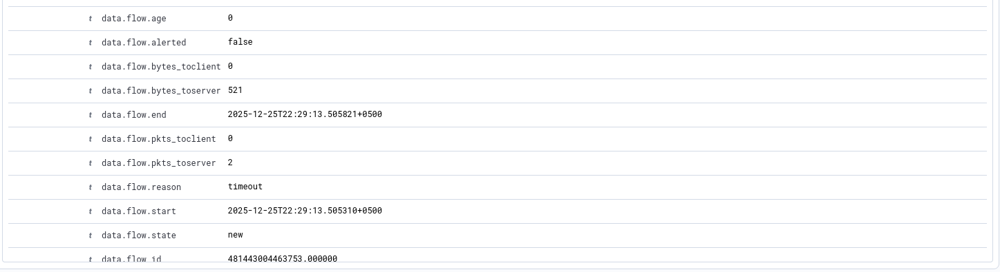 t data.flow.age 0
t data.flow.alerted false
t data.flow.bytes_toclient 0
t data.flow.bytes_toserver 521
t data.flow.end 2025-12-25T22:29:13.505821+0500
t data.flow.pkts_toclient 0
t data.flow.pkts_toserver 2
t data.flow.reason timeout
t data.flow.start 2025-12-25T22:29:13.505310+0500
t data.flow.state new
t data.flow_id 481443004463753.000000